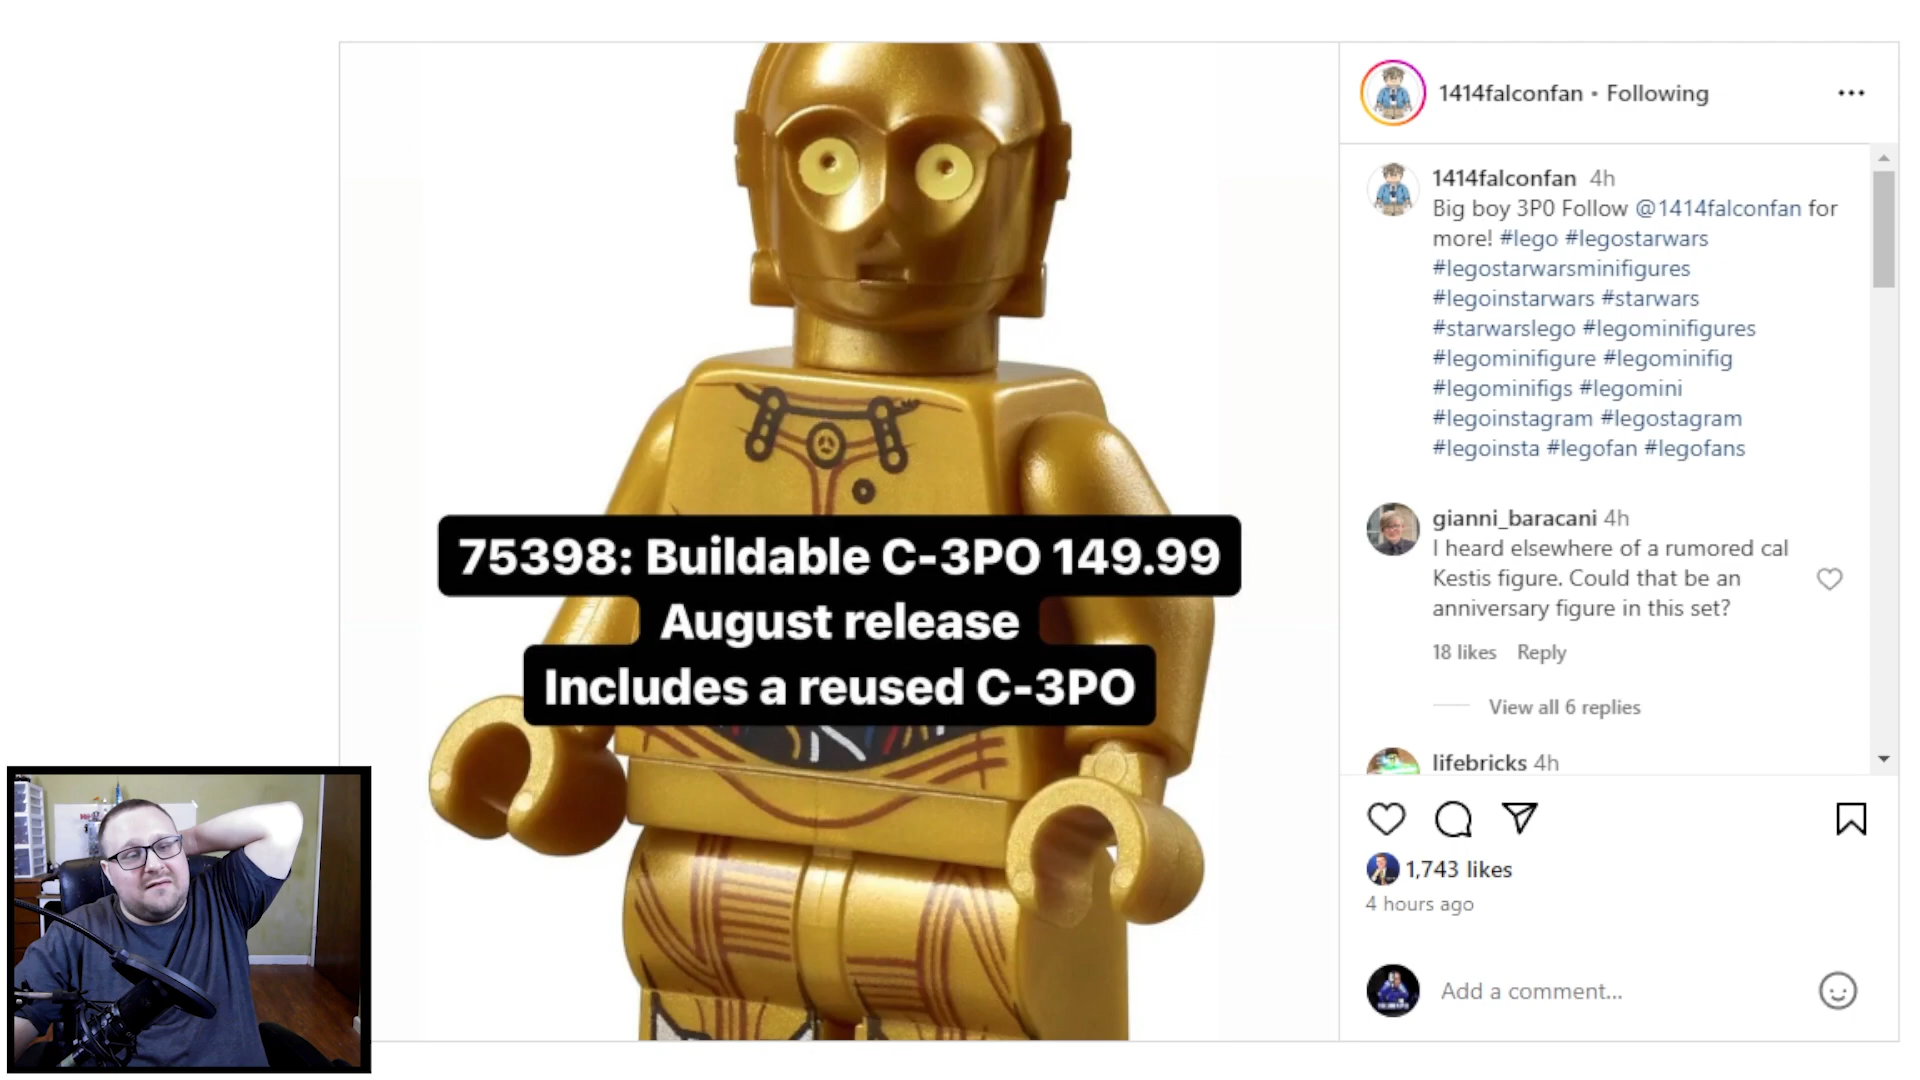 75398: Buildable C-3PO 149.99
August release
Includes a reused C-3PO
1414falconfan • Following
1414falconfan 4h
Big boy 3P0 Follow @1414falconfan for
more! #lego #legostarwars
#legostarwarsminifigures
#legoinstarwars #starwars
#starwarslego #legominifigures
#legominifigure #legominifig
#legominifigs #legomini
#legoinstagram #legostagram
#legoinsta #legofan #legofans
gianni_baracani 4h
I heard elsewhere of a rumored cal
Kestis figure. Could that be an
anniversary figure in this set?
18 likes Reply
View all 6 replies
lifebricks 4h
1,743 likes
4 hours ago
Add a comment...